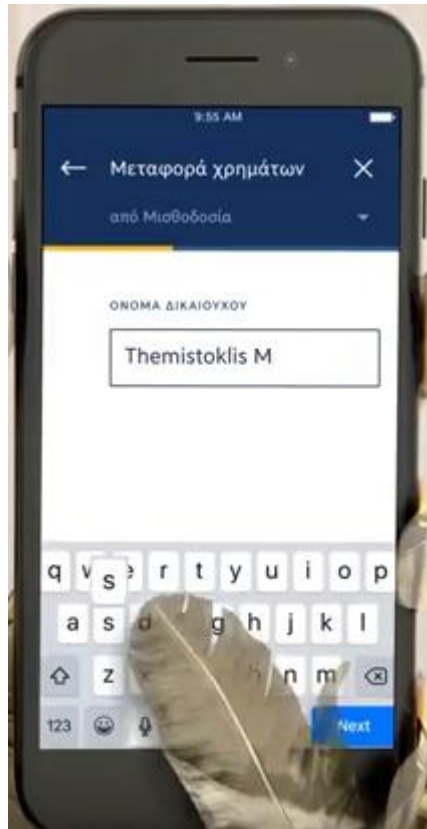 9:55 AM
Μεταφορά χρημάτων
από Μισθοδοσία
ΟΝΟΜΑ ΔΙΚΑΙΟΥΧΟΥ
Themistoklis M
q w e r t y u i o p
s
a s d g h j k l
z x b n m
123 Next